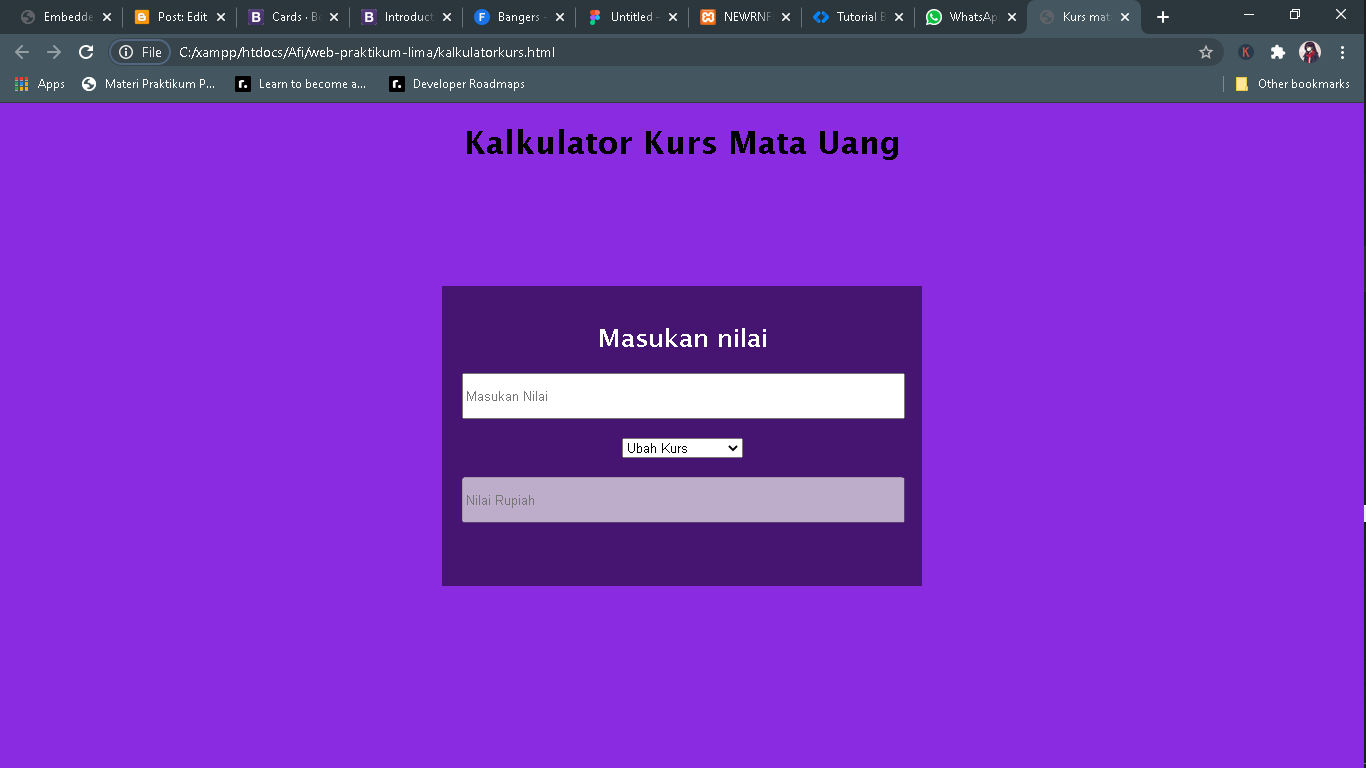 Embedde
Post: Edit
Cards · B
Introduct
Bangers -
Untitled -
NEWRNF
Tutorial B
WhatsAp
Kurs mat
File
C:/xampp/htdocs/Afi/web-praktikum-lima/kalkulatorkurs.html
Apps
Materi Praktikum P...
Learn to become a...
Developer Roadmaps
Other bookmarks
Kalkulator Kurs Mata Uang
Masukan nilai
Masukan Nilai
Ubah Kurs
Nilai Rupiah